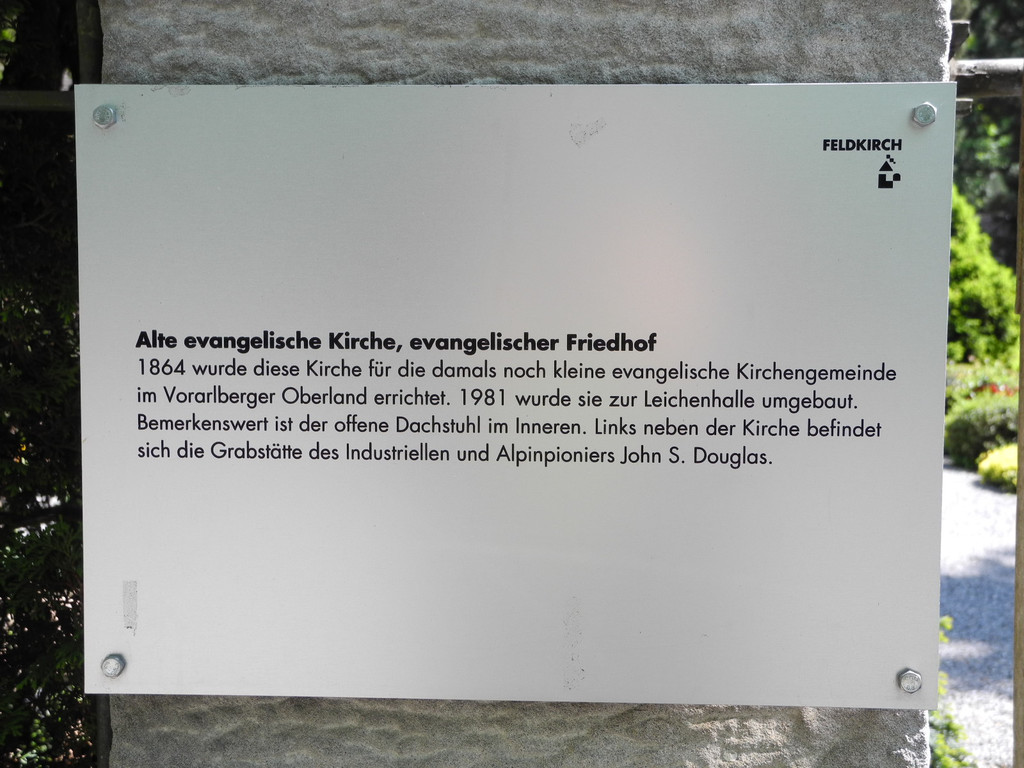 FELDKIRCH
Alte evangelische Kirche, evangelischer Friedhof
1864 wurde diese Kirche für die damals noch kleine evangelische Kirchengemeinde
im Vorarlberger Oberland errichtet. 1981 wurde sie zur Leichenhalle umgebaut.
Bemerkenswert ist der offene Dachstuhl im Inneren. Links neben der Kirche befindet
sich die Grabstätte des Industriellen und Alpinpioniers John S. Douglas.